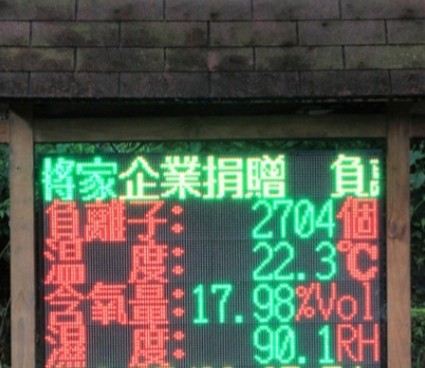 將家企業捐贈 負
負離子：2704個
溫 度：22.3℃
含氧量：17.98%Vol
濕 度：90.1RH